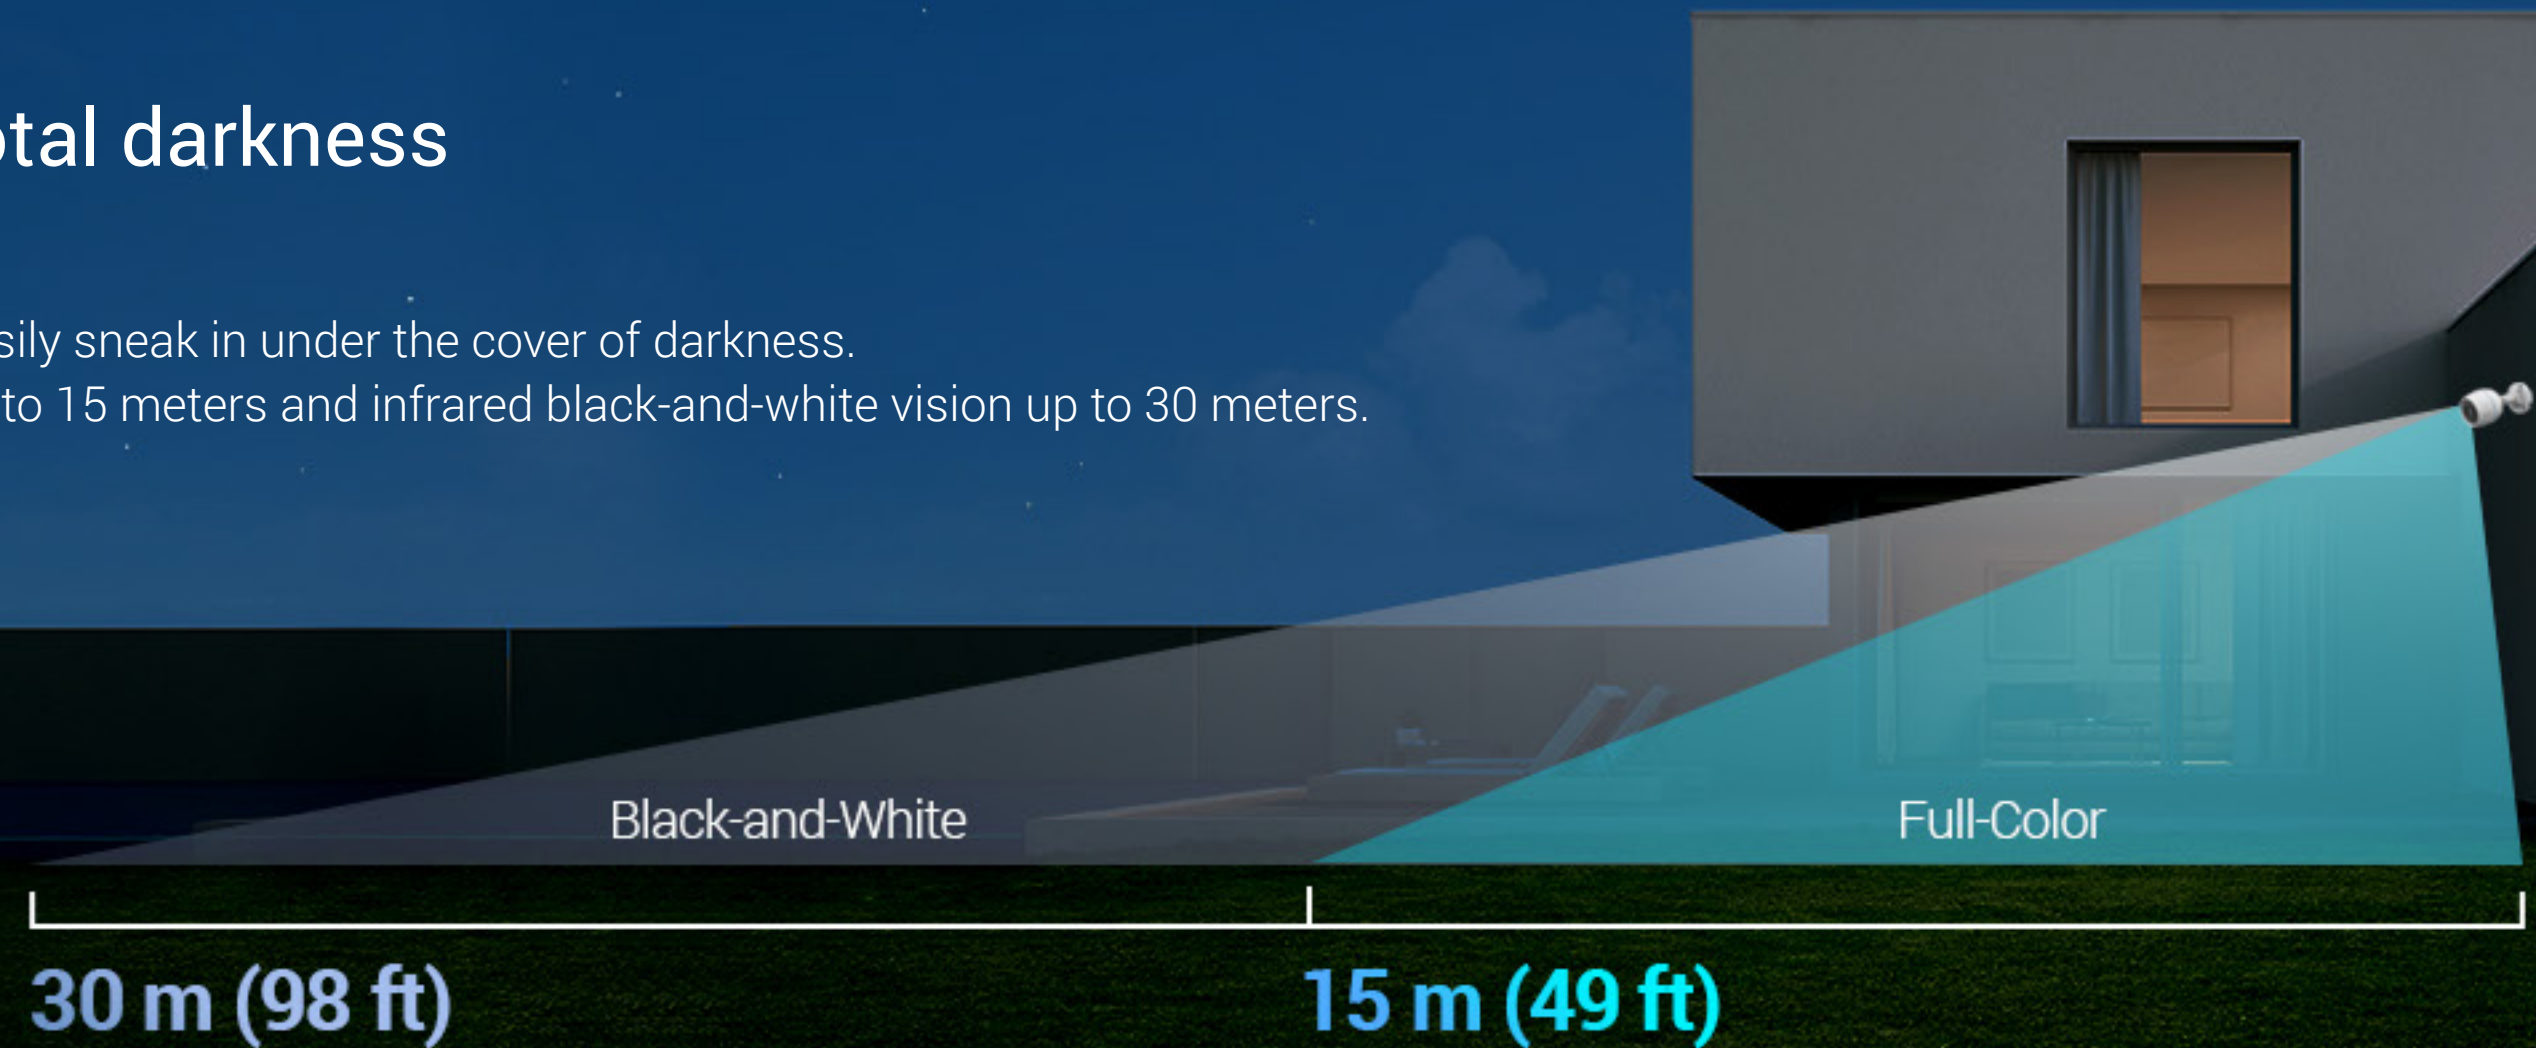 otal darkness
sily sneak in under the cover of darkness.
to 15 meters and infrared black-and-white vision up to 30 meters.
Black-and-White
Full-Color
30 m (98 ft)
15 m (49 ft)